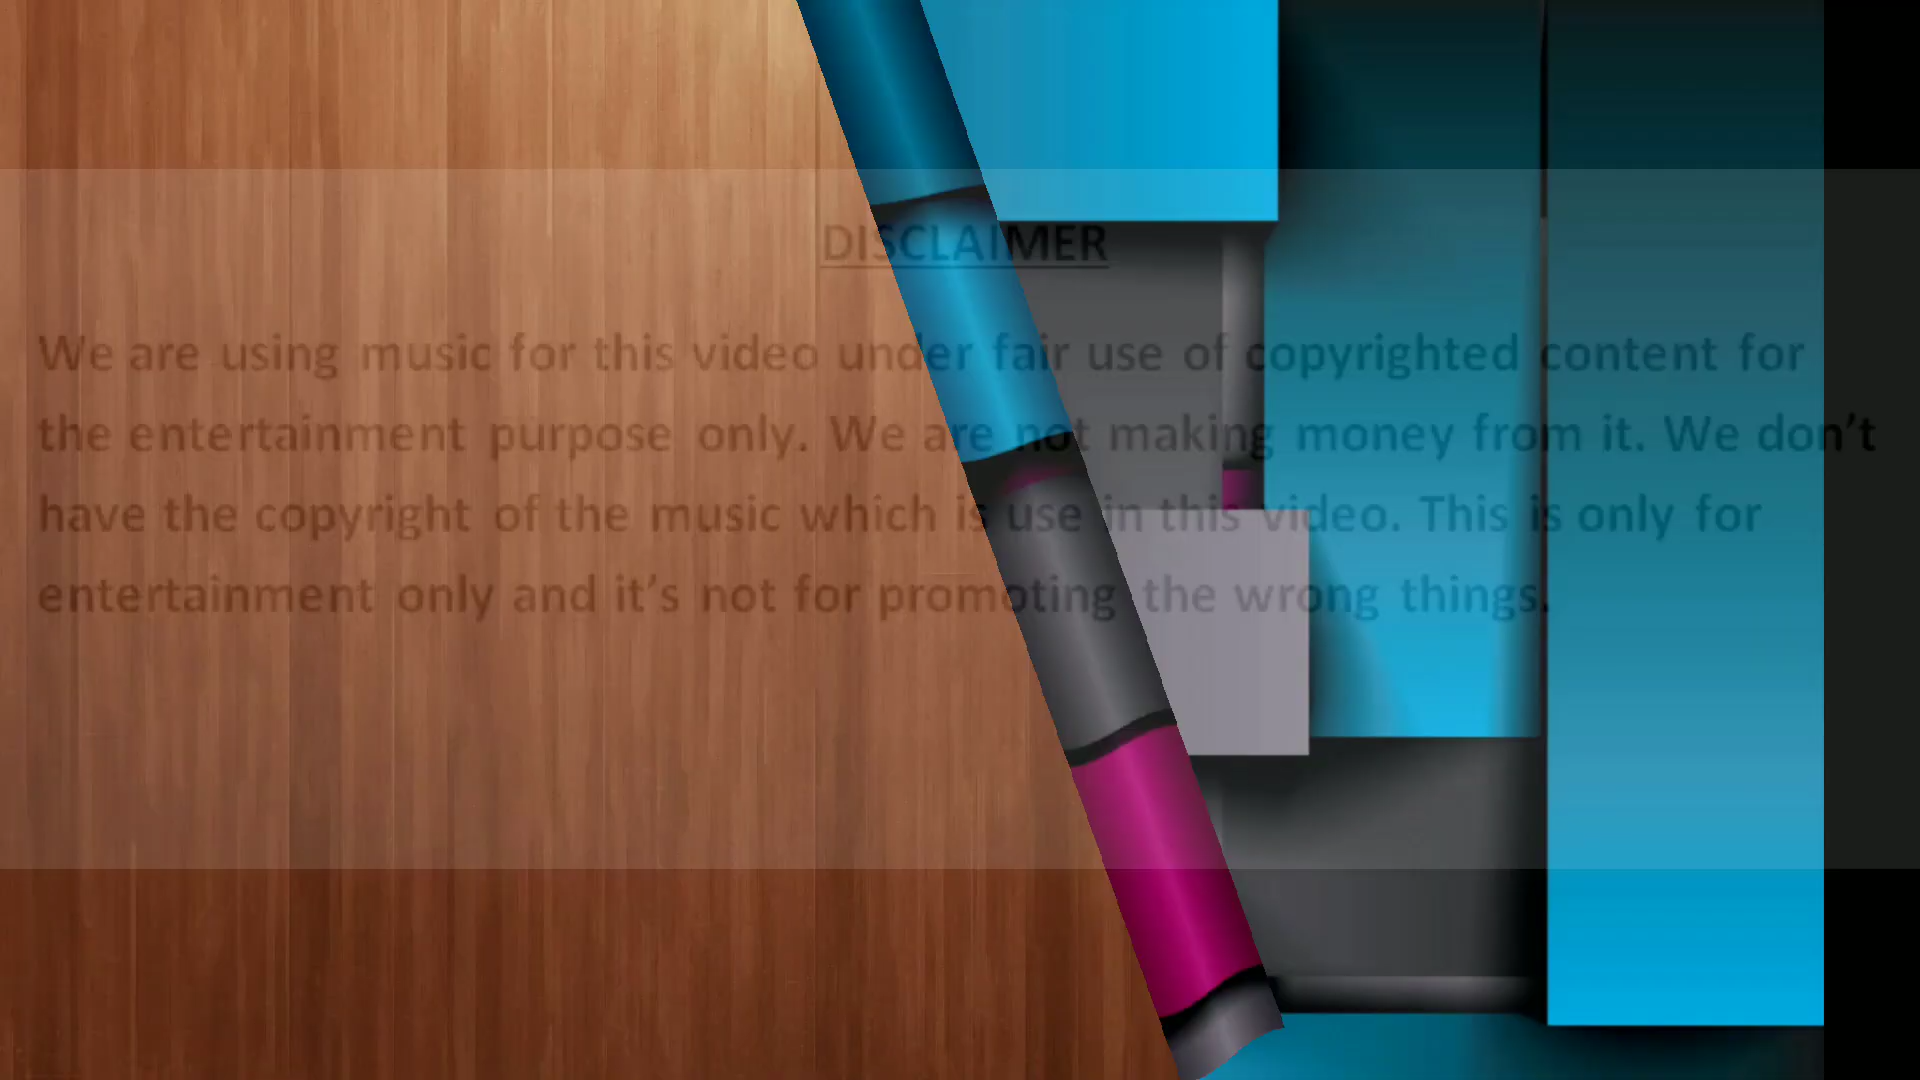 DISCLAIMER
We are using music for this video under fair use of copyrighted content for
the entertainment purpose only. We are not making money from it. We don’t
have the copyright of the music which is use in this video. This is only for
entertainment only and it’s not for promoting the wrong things.